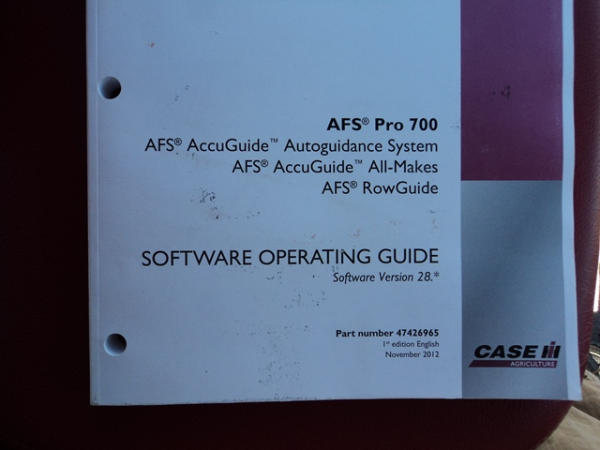 AFS® Pro 700
AFS® AccuGuide™ Autoguidance System
AFS® AccuGuide™ All-Makes
AFS® RowGuide
SOFTWARE OPERATING GUIDE
Software Version 28.*
Part number 47426965
1st edition English
November 2012
CASE IH
AGRICULTURE